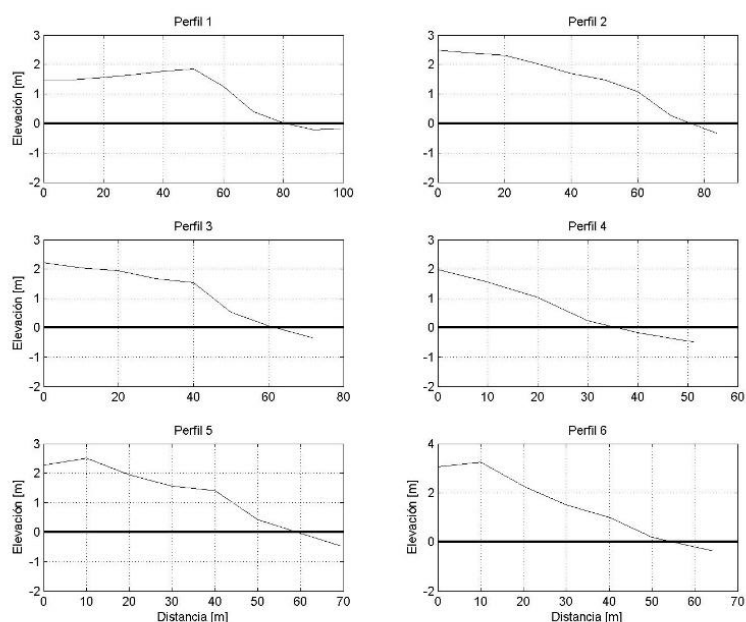 Perfil 1
Elevación [m]
3
2
1
0
-1
-2
0 20 40 60 80 100
Perfil 2
3
2
1
0
-1
-2
0 20 40 60 80
Perfil 3
Elevación [m]
3
2
1
0
-1
-2
0 20 40 60 80
Perfil 4
Elevación [m]
3
2
1
0
-1
-2
0 10 20 30 40 50 60
Perfil 5
Elevación [m]
3
2
1
0
-1
-2
0 10 20 30 40 50 60 70
Distancia [m]
Perfil 6
Elevación [m]
4
2
0
-2
0 10 20 30 40 50 60 70
Distancia [m]